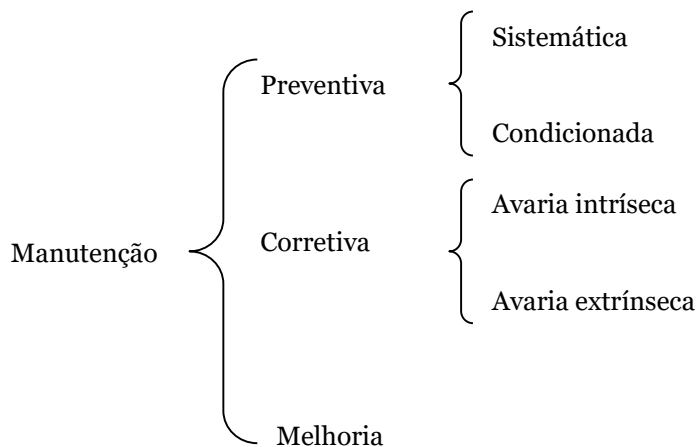 Sistemática
Preventiva
Condicionada
Avaria intríseca
Corretiva
Manutenção
Avaria extrínseca
Melhoria